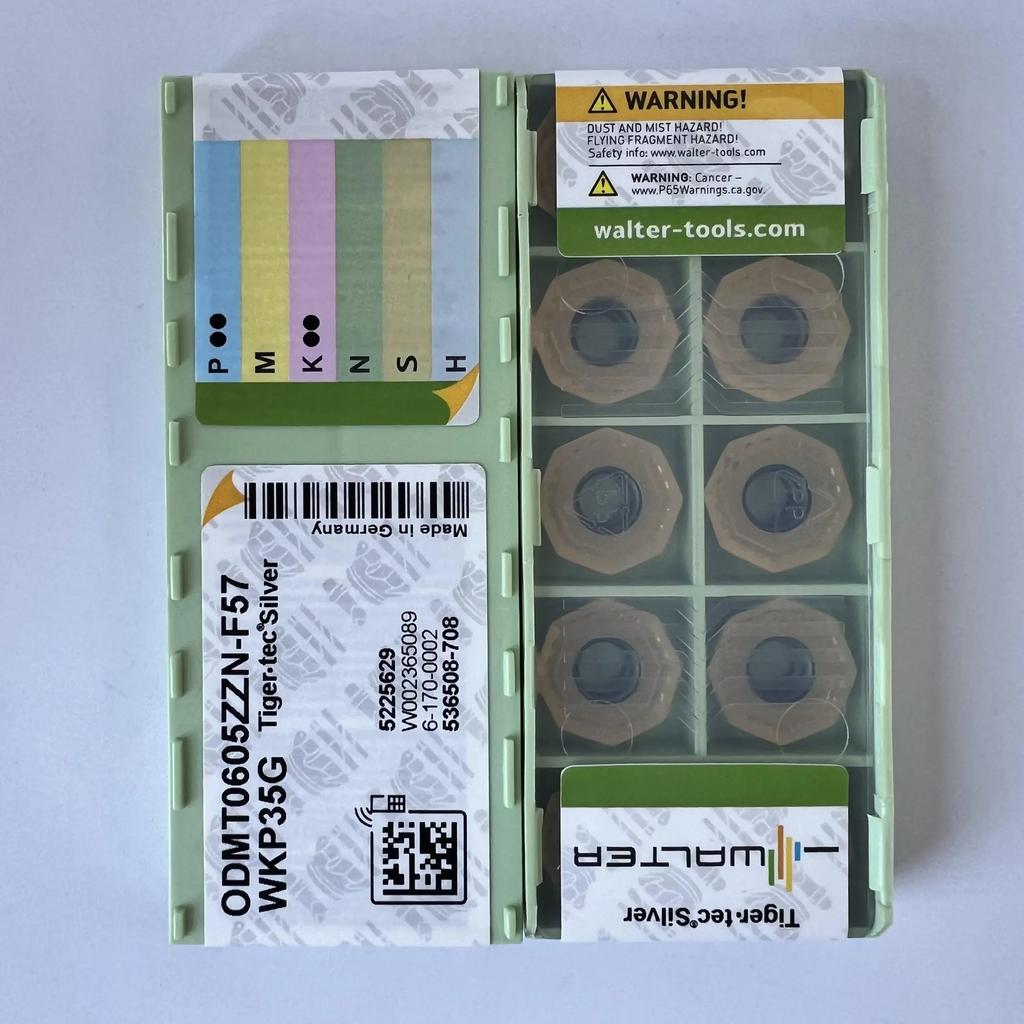 P
M
K
N
S
H
Made in Germany
ODMT0605ZZN-F57
WKP35G Tiger·tec®Silver
5225629
W002365089
6-170-0002
536508-708
WARNING!
DUST AND MIST HAZARD!
FLYING FRAGMENT HAZARD!
Safety info: www.walter-tools.com
WARNING: Cancer –
www.P65Warnings.ca.gov.
walter-tools.com
PP
WALTER
Tiger·tec®Silver